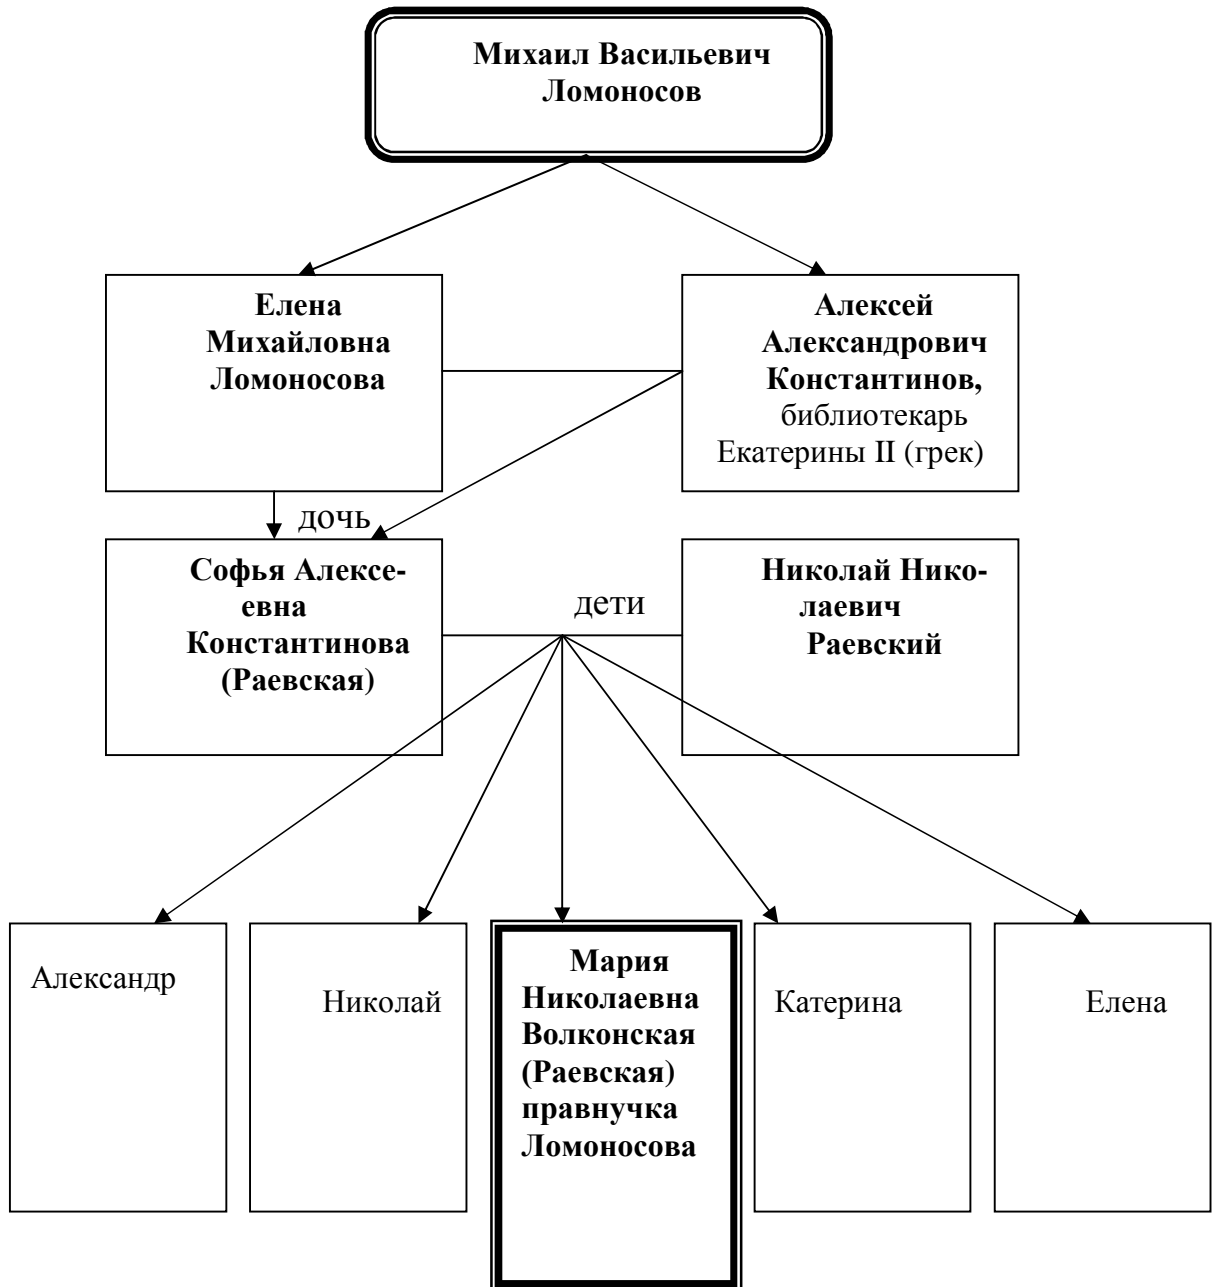 Михаил Васильевич
Ломоносов
Елена
Михайловна
Ломоносова
Алексей
Александрович
Константинов,
библиотекарь
Екатерины II (грек)
дочь
Софья Алексе-
евна
Константинова
(Раевская)
дети
Николай Нико-
лаевич
Раевский
Александр
Николай
Мария
Николаевна
Волконская
(Раевская)
правнучка
Ломоносова
Катерина
Елена